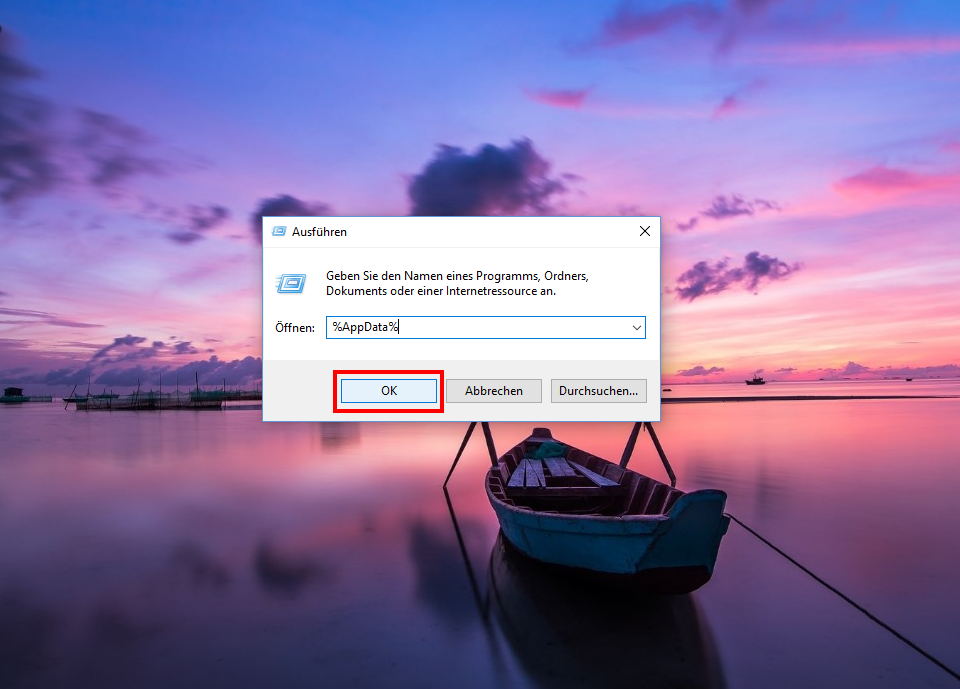 Ausführen
Geben Sie den Namen eines Programms, Ordners,
Dokuments oder einer Internetressource an.
Öffnen: %AppData%
OK Abbrechen Durchsuchen...